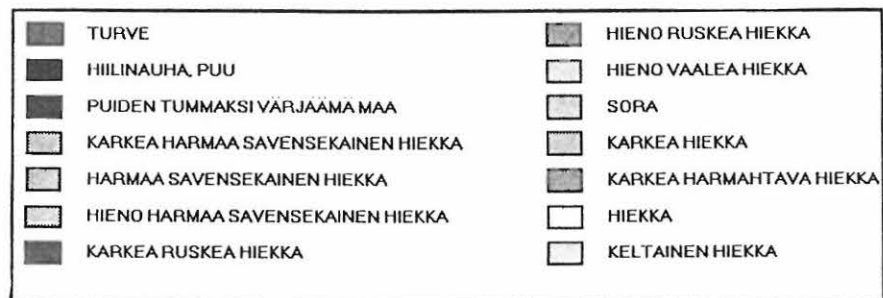 TURVE
HIILINAUHA, PUU
PUIDEN TUMMAKSI VÄRJÄÄMÄ MAA
KARKEA HARMAA SAVENSEKAINEN HIEKKA
HARMAA SAVENSEKAINEN HIEKKA
HIENO HARMAA SAVENSEKAINEN HIEKKA
KARKEA RUSKEA HIEKKA
HIENO RUSKEA HIEKKA
HIENO VAALEA HIEKKA
SORA
KARKEA HIEKKA
KARKEA HARMAHTAVA HIEKKA
HIEKKA
KELTAINEN HIEKKA